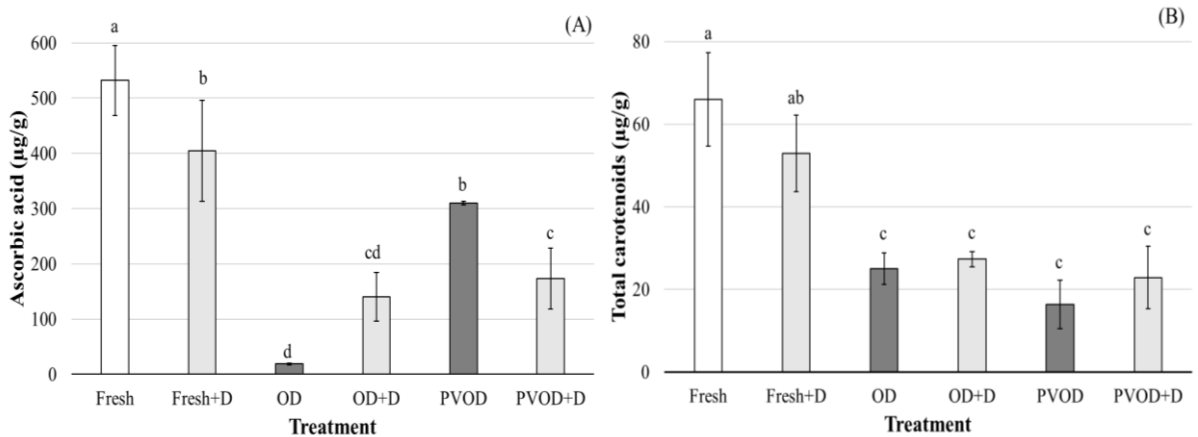 (A)
Ascorbic acid (µg/g)
600
500
400
300
200
100
0
a
b
d
cd
b
c
Fresh Fresh+D OD OD+D PVOD PVOD+D
Treatment
(B)
Total carotenoids (µg/g)
80
60
40
20
0
a
ab
c
c
c
c
Fresh Fresh+D OD OD+D PVOD PVOD+D
Treatment